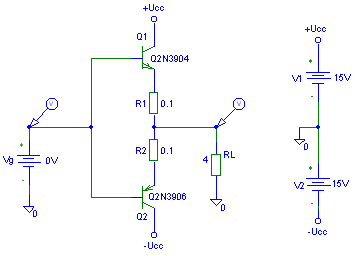 +Ucc
+Ucc
Q1
V
Q2N3904
V
+
V1
15V
-
R1
0.1
+
Vg
0V
-
R2
0.1
RL
4
0
+
V2
15V
-
Q2N3906
0
Q2
0
-Ucc
-Ucc